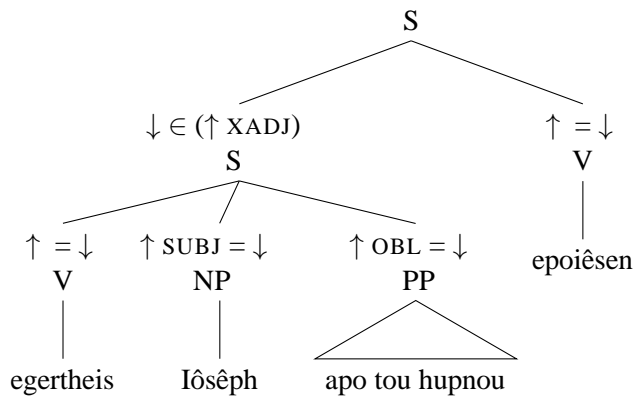 S
↓ ∈ (↑ XADJ) ↑ = ↓
S V
↑ = ↓ ↑ SUBJ = ↓ ↑ OBL = ↓ epoiêsen
V NP PP
egertheis Iôsêph apo tou hupnou